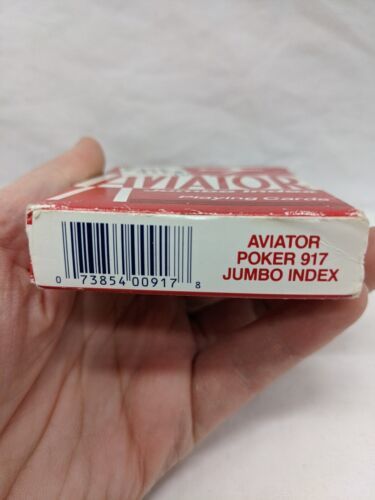 AVIATOR
Playing Cards
AVIATOR
POKER 917
JUMBO INDEX
0 73854 00917 8